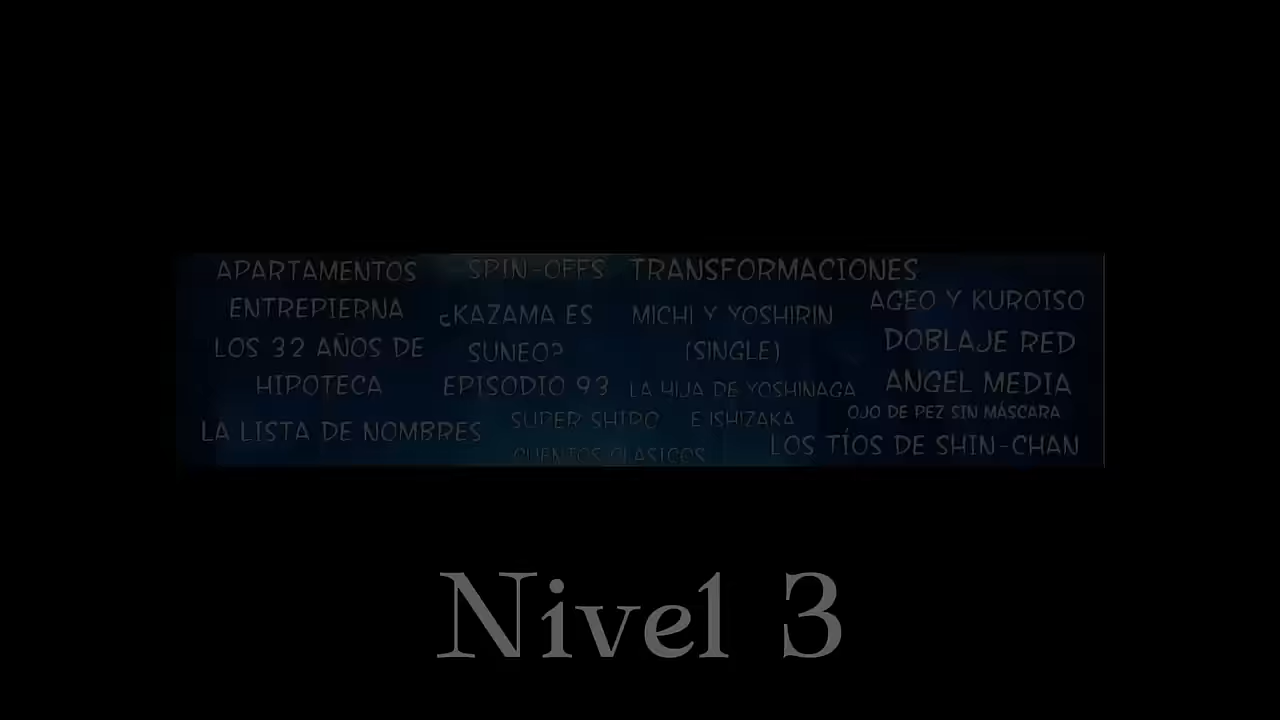 APARTAMENTOS
ENTREPIERNA
LOS 32 AÑOS DE
HIPOTECA
LA LISTA DE NOMBRES
SPIN-OFFS
¿KAZAMA ES
SUNEO?
EPISODIO 93
SUPER SHIRO
CUENTOS CLASICOS
TRANSFORMACIONES
MICHI Y YOSHIRIN
(SINGLE)
LA HIJA DE YOSHINAGA
E ISHIZAKA
AGEO Y KUROISO
DOBLAJE RED
ANGEL MEDIA
OJO DE PEZ SIN MÁSCARA
LOS TÍOS DE SHIN-CHAN
Nivel 3